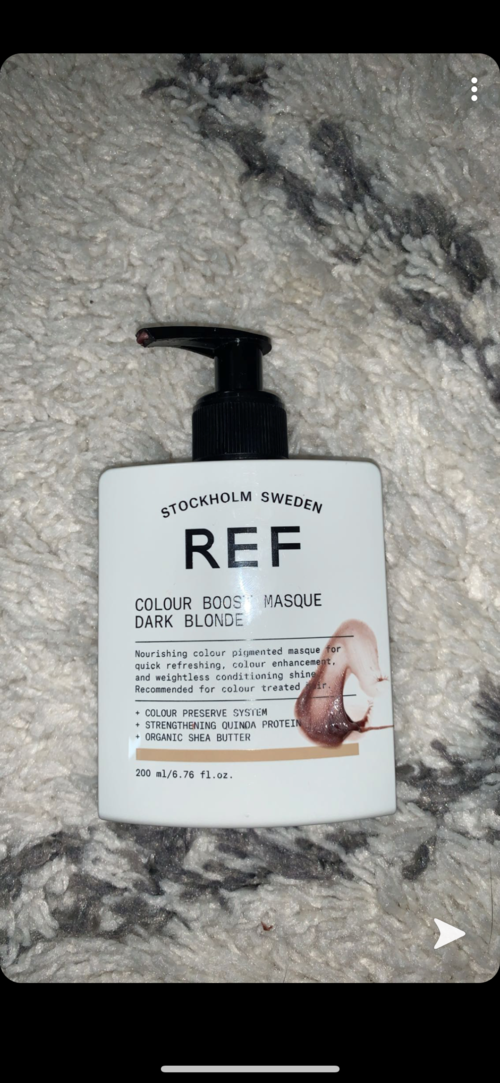 STOCKHOLM SWEDEN
REF
COLOUR BOOST MASQUE
DARK BLONDE
Nourishing colour pigmented masque for
quick refreshing, colour enhancement,
and weightless conditioning shine.
Recommended for colour treated hair.
+ COLOUR PRESERVE SYSTEM
+ STRENGTHENING QUINOA PROTEIN
+ ORGANIC SHEA BUTTER
200 ml/6.76 fl.oz.